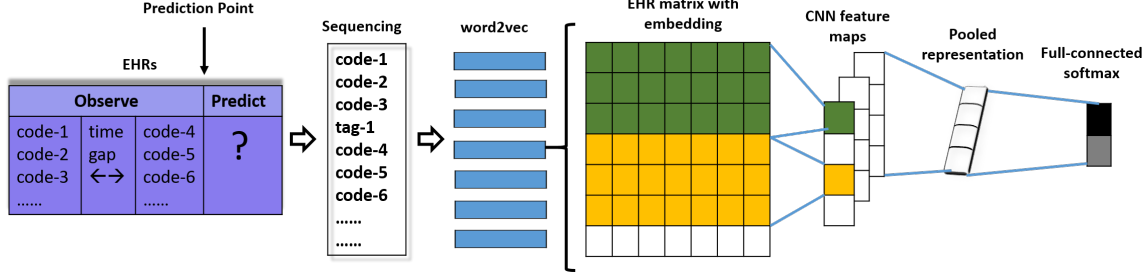 Prediction Point
EHRs
Observe
Predict
code-1
code-2
code-3
......
time
gap
←→
code-4
code-5
code-6
......
?
Sequencing
code-1
code-2
code-3
tag-1
code-4
code-5
code-6
......
......
word2vec
EHR matrix with
embedding
CNN feature
maps
Pooled
representation
Full-connected
softmax